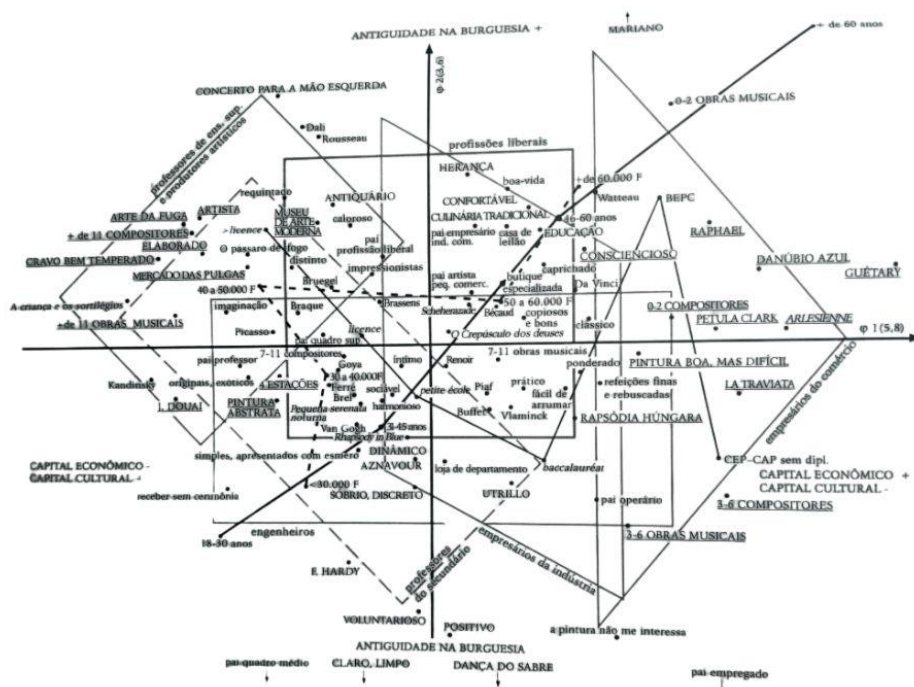 + de 60 anos
ANTIGUIDADE NA BURGUESIA +
MARIANO
φ 2(3,6)
CONCERTO PARA A MÃO ESQUERDA
0-2 OBRAS MUSICAIS
professores de ens. sup.
e produtores artísticos
Dali
Rousseau
profissões liberais
HERANÇA
requintado
boa-vida
+ de 60.000 F
Watteau
BEPC
ANTIQUÁRIO
CONFORTÁVEL
ARTE DA FUGA
ARTISTA
MUSEU
DE ARTE
MODERNA
caloroso
CULINÁRIA TRADICIONAL
46-60 anos
RAPHAEL
+ de 11 COMPOSITORES
> licence
pai empresário
ind. com.
casa de
leilão
EDUCAÇÃO
ELABORADO
O pássaro de fogo
distinto
pai
profissão liberal
CONSCIENCIOSO
CRAVO BEM TEMPERADO
MERCADO DAS PULGAS
impressionistas
caprichado
DANÚBIO AZUL
GUÉTARY
Bruegel
pai artista
peq. comerc.
butique
especializada
Da Vinci
40 a 50.000 F
A criança e os sortilégios
imaginação
Braque
Brassens
Scheherazade
50 a 60.000 F
Bécaud
copiosos
e bons
0-2 COMPOSITORES
+de 11 OBRAS MUSICAIS
Picasso
licence
clássico
PETULA CLARK
ARLESIENNE
pai quadro sup.
O Crepúsculo dos deuses
φ 1(5,8)
pai professor
7-11 compositores
íntimo
Renoir
7-11 obras musicais
PINTURA BOA, MAS DIFÍCIL
Goya
ponderado
Kandinsky
originais, exóticos
4 ESTAÇÕES
30 a 40.000F
sociável
petite école
Piaf
prático
refeições finas
e rebuscadas
LA TRAVIATA
L. DOUAI
PINTURA
ABSTRATA
Ferré
Brel
harmonioso
fácil de
arrumar
Pequena serenata
noturna
Buffet
Vlaminck
RAPSÓDIA HÚNGARA
empresários do comércio
Van Gogh
31-45 anos
Rhapsody in Blue
simples, apresentados com esmero
DINÂMICO
AZNAVOUR
loja de departamento
baccalauréat
CEP-CAP sem dipl.
CAPITAL ECONÔMICO -
CAPITAL CULTURAL +
CAPITAL ECONÔMICO +
CAPITAL CULTURAL -
receber sem cerimônia
<30.000 F
SÓBRIO, DISCRETO
UTRILLO
pai operário
3-6 COMPOSITORES
18-30 anos
engenheiros
3-6 OBRAS MUSICAIS
F. HARDY
professores
do secundário
empresários da indústria
VOLUNTARIOSO
POSITIVO
a pintura não me interessa
ANTIGUIDADE NA BURGUESIA
pai quadro médio
CLARO, LIMPO
DANÇA DO SABRE
pai empregado